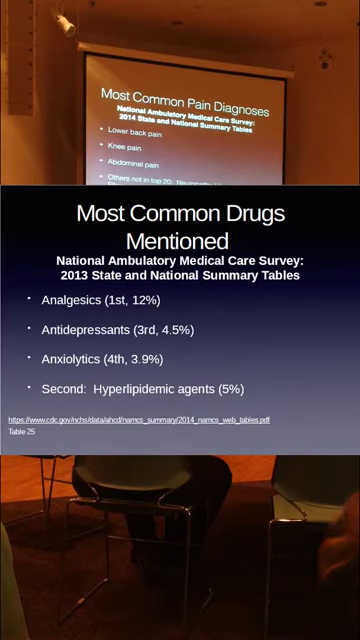 Most Common Pain Diagnoses
National Ambulatory Medical Care Survey:
2014 State and National Summary Tables
• Lower back pain
• Knee pain
• Abdominal pain
• Others not in top 20:
Most Common Drugs
Mentioned
National Ambulatory Medical Care Survey:
2013 State and National Summary Tables
• Analgesics (1st, 12%)
• Antidepressants (3rd, 4.5%)
• Anxiolytics (4th, 3.9%)
• Second: Hyperlipidemic agents (5%)
https://www.cdc.gov/nchs/data/ahcd/namcs_summary/2014_namcs_web_tables.pdf
Table 25